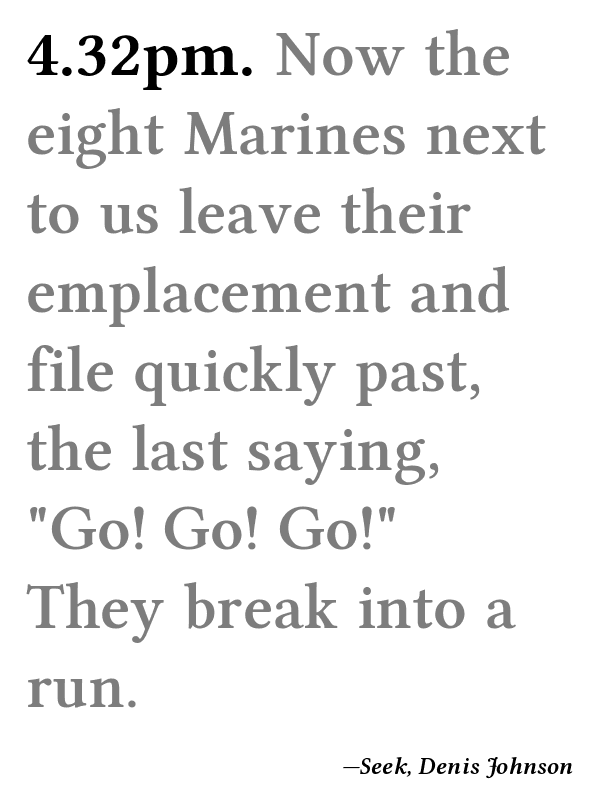 4.32pm. Now the
eight Marines next
to us leave their
emplacement and
file quickly past,
the last saying,
"Go! Go! Go!"
They break into a
run.
—Seek, Denis Johnson